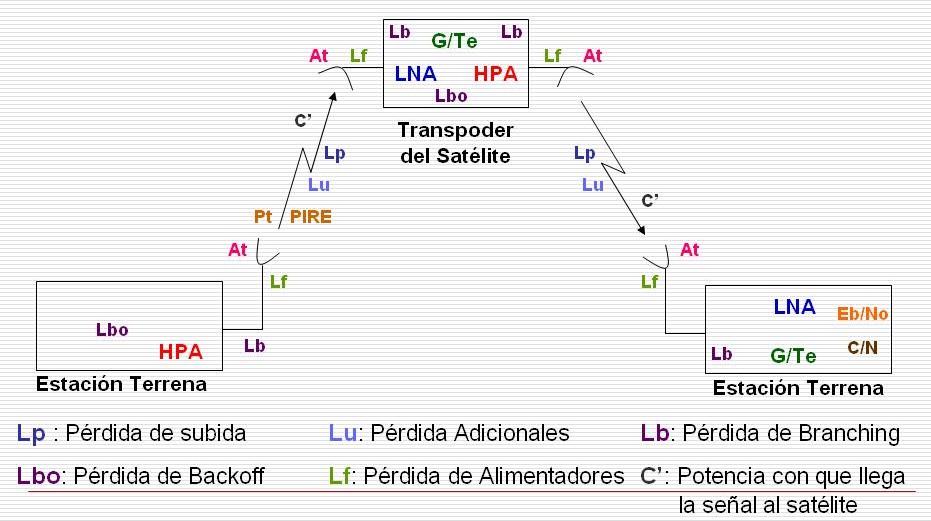 Lb Lb
G/Te
At Lf Lf At
LNA HPA
Lbo
C’
Transpoder
del Satélite
Lp Lp
Lu Lu
C’
Pt PIRE
At At
Lf Lf
LNA
Eb/No
Lbo
HPA Lb Lb G/Te C/N
Estación Terrena Estación Terrena
Lp : Pérdida de subida Lu: Pérdida Adicionales Lb: Pérdida de Branching
Lbo: Pérdida de Backoff Lf: Pérdida de Alimentadores C’: Potencia con que llega
la señal al satélite